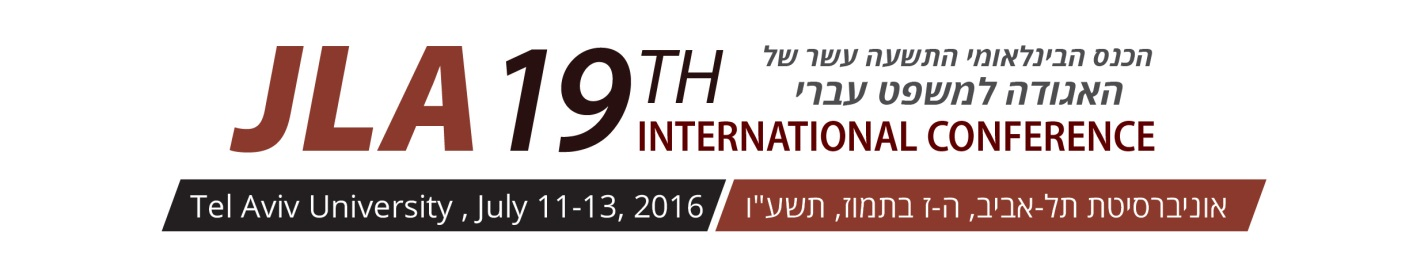 JLA 19TH
INTERNATIONAL CONFERENCE
הכנס הבינלאומי התשעה עשר של
האגודה למשפט עברי
Tel Aviv University , July 11-13, 2016
אוניברסיטת תל-אביב, ה-ז בתמוז, תשע"ו